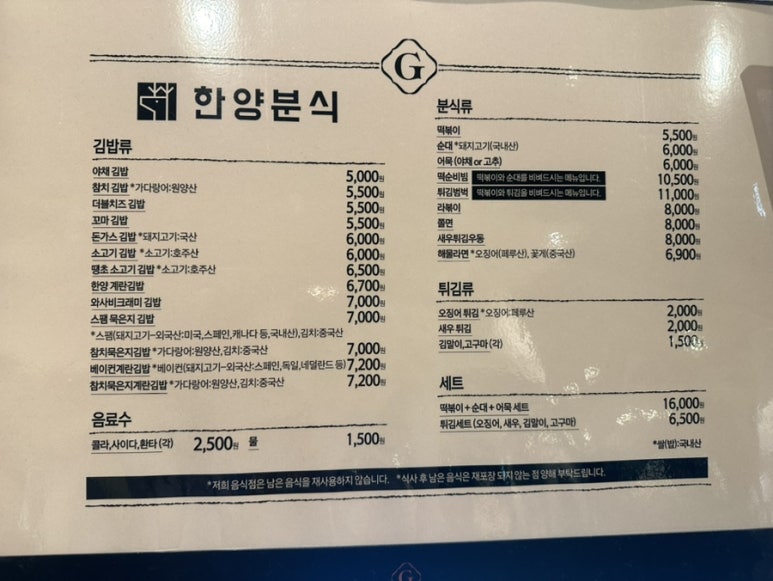 G
한양분식
김밥류
야채 김밥 5,000원
참치 김밥 *가다랑어:원양산 5,500원
더블치즈 김밥 5,500원
꼬마 김밥 5,500원
돈가스 김밥 *돼지고기:국산 6,000원
소고기 김밥 *소고기:호주산 6,000원
땡초 소고기 김밥 *소고기:호주산 6,500원
한양 계란김밥 6,700원
와사비크래미 김밥 7,000원
스팸 묵은지 김밥 7,000원
*스팸(돼지고기-외국산:미국,스페인,캐나다 등,국내산),김치:중국산
참치묵은지김밥 *가다랑어:원양산,김치:중국산 7,000원
베이컨계란김밥 *베이컨(돼지고기-외국산:스페인,독일,네덜란드 등) 7,200원
참치묵은지계란김밥 *가다랑어:원양산,김치:중국산 7,200원
음료수
콜라,사이다,환타 (각) 2,500원 물 1,500원
분식류
떡볶이 5,500원
순대 *돼지고기(국내산) 6,000원
어묵 (야채 or 고추) 6,000원
떡순비빔 떡볶이와 순대를 비벼드시는 메뉴입니다. 10,500원
튀김범벅 떡볶이와 튀김을 비벼드시는 메뉴입니다. 11,000원
라볶이 8,000원
쫄면 8,000원
새우튀김우동 8,000원
해물라면 *오징어(페루산), 꽃게(중국산) 6,900원
튀김류
오징어 튀김 *오징어:페루산 2,000원
새우 튀김 2,000원
김말이,고구마 (각) 1,500원
세트
떡볶이 + 순대 + 어묵 세트 16,000원
튀김세트 (오징어, 새우, 김말이, 고구마) 6,500원
*쌀(밥):국내산
*저희 음식점은 남은 음식을 재사용하지 않습니다. *식사 후 남은 음식은 재포장 되지 않는 점 양해 부탁드립니다.
G